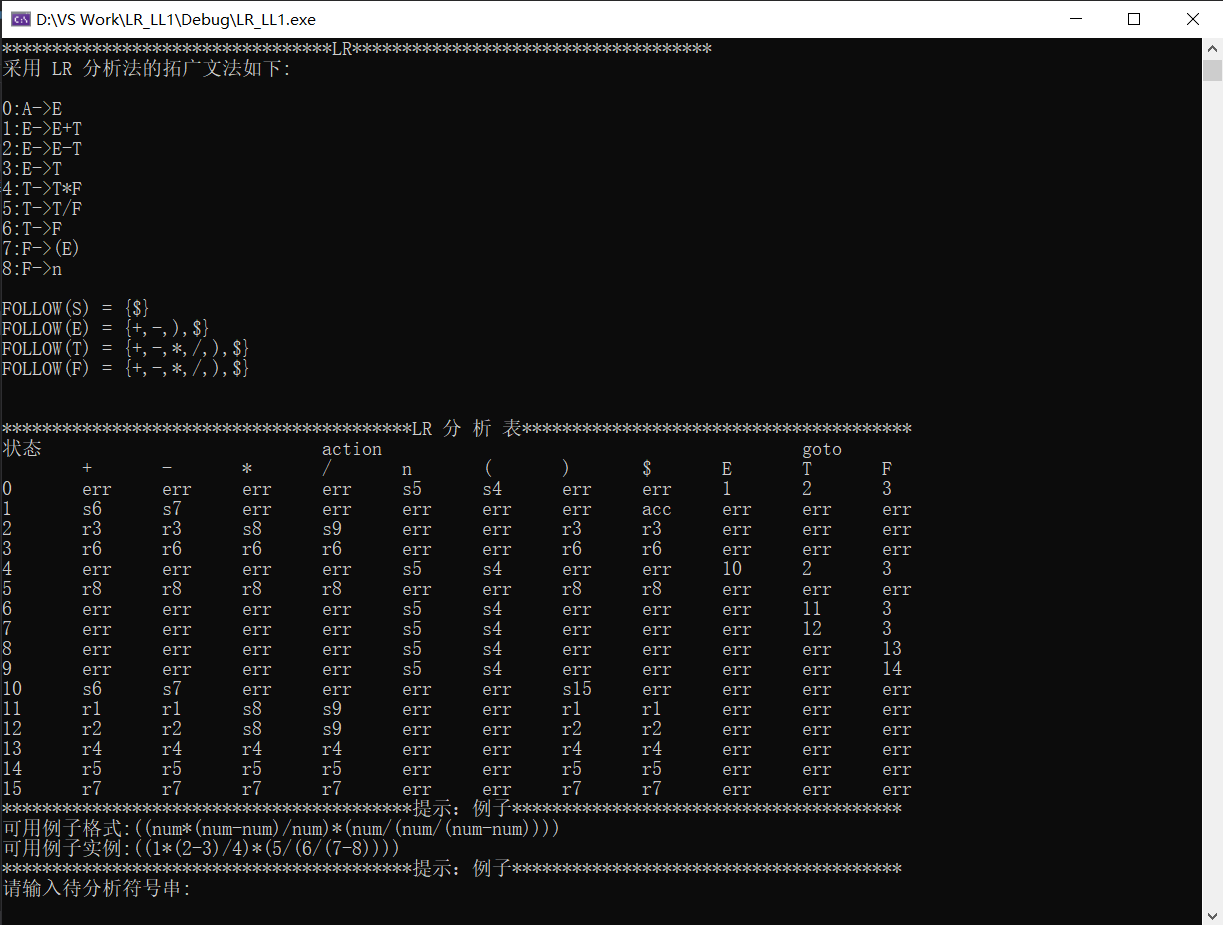 D:\VS Work\LR_LL1\Debug\LR_LL1.exe
*********************************LR************************************
采用 LR 分析法的拓广文法如下:
0:A->E
1:E->E+T
2:E->E-T
3:E->T
4:T->T*F
5:T->T/F
6:T->F
7:F->(E)
8:F->n
FOLLOW(S) = {$}
FOLLOW(E) = {+,-,),$}
FOLLOW(T) = {+,-,*,/,),$}
FOLLOW(F) = {+,-,*,/,),$}
*****************************************LR 分 析 表***************************************
状态 action goto
+ - * / n ( ) $ E T F
0 err err err err s5 s4 err err 1 2 3
1 s6 s7 err err err err err acc err err err
2 r3 r3 s8 s9 err err r3 r3 err err err
3 r6 r6 r6 r6 err err r6 r6 err err err
4 err err err err s5 s4 err err 10 2 3
5 r8 r8 r8 r8 err err r8 r8 err err err
6 err err err err s5 s4 err err err 11 3
7 err err err err s5 s4 err err err 12 3
8 err err err err s5 s4 err err err err 13
9 err err err err s5 s4 err err err err 14
10 s6 s7 err err err err s15 err err err err
11 r1 r1 s8 s9 err err r1 r1 err err err
12 r2 r2 s8 s9 err err r2 r2 err err err
13 r4 r4 r4 r4 err err r4 r4 err err err
14 r5 r5 r5 r5 err err r5 r5 err err err
15 r7 r7 r7 r7 err err r7 r7 err err err
*****************************************提示：例子***************************************
可用例子格式:((num*(num-num)/num)*(num/(num/(num-num))))
可用例子实例:((1*(2-3)/4)*(5/(6/(7-8))))
*****************************************提示：例子***************************************
请输入待分析符号串: